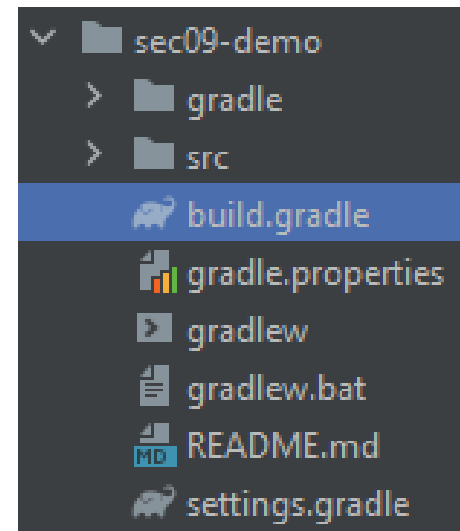 sec09-demo
gradle
src
build.gradle
gradle.properties
gradlew
gradlew.bat
MD README.md
settings.gradle